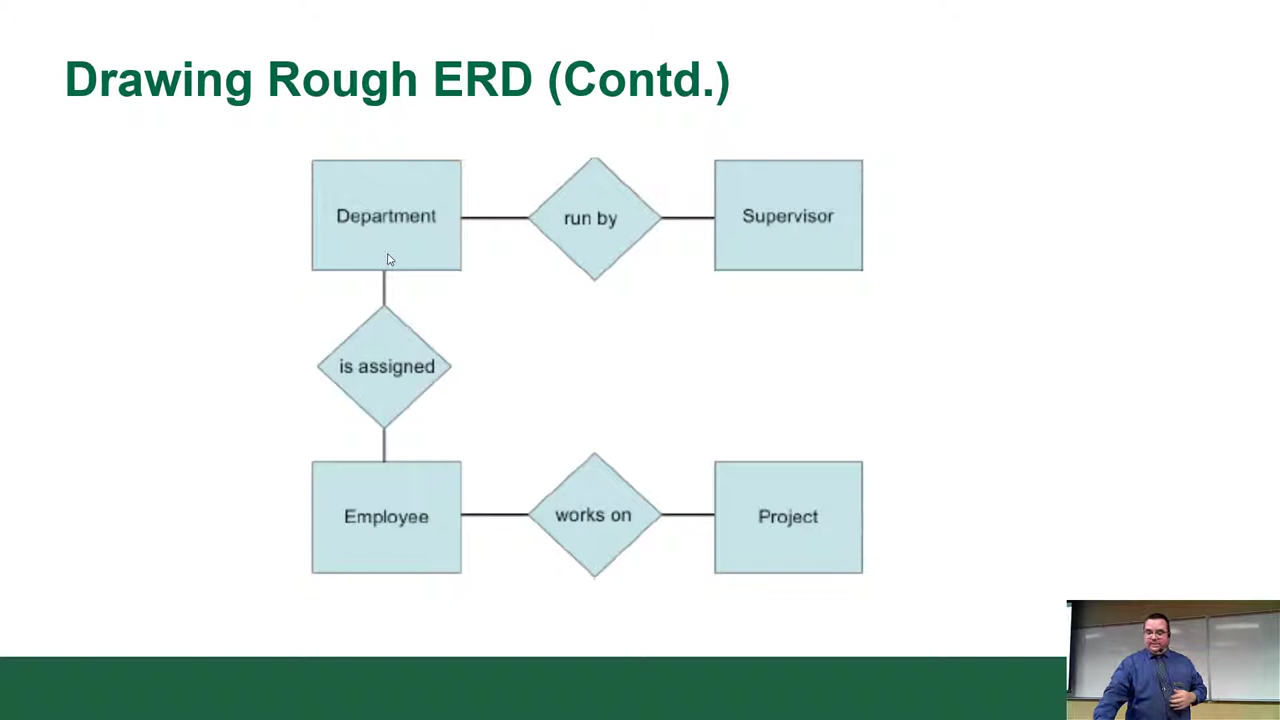 Drawing Rough ERD (Contd.)
Department
run by
Supervisor
is assigned
Employee
works on
Project